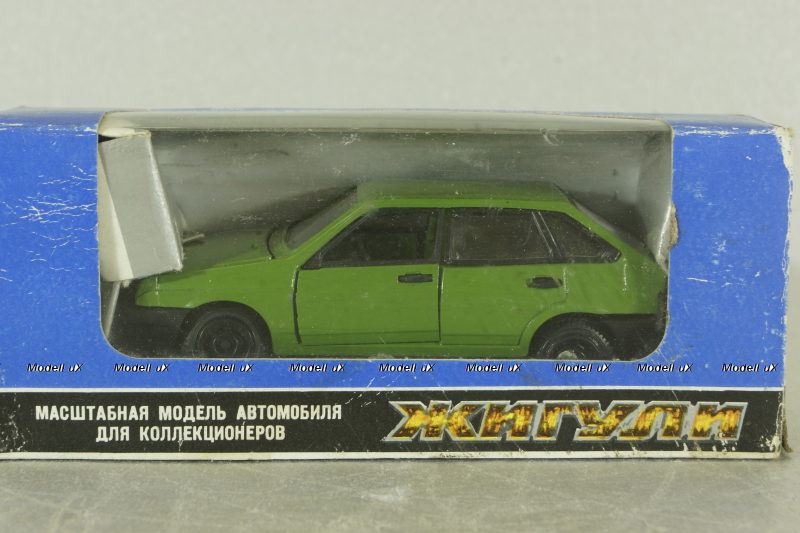 Modell uX Modell uX Modell uX Modell uX Modell uX Modell uX Modell uX Modell uX Modell uX
МАСШТАБНАЯ МОДЕЛЬ АВТОМОБИЛЯ
ДЛЯ КОЛЛЕКЦИОНЕРОВ
ЖИГУЛИ